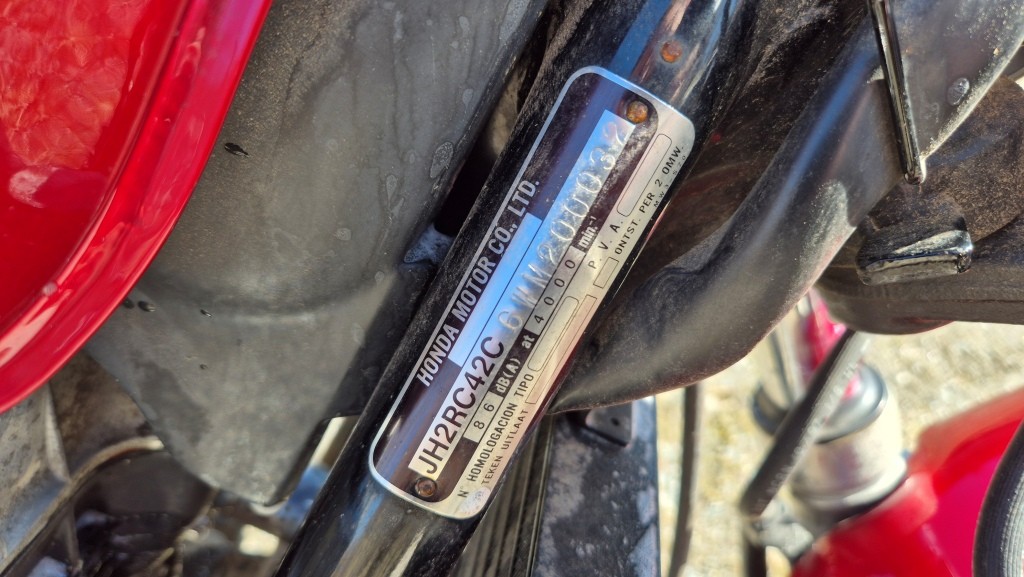 HONDA MOTOR CO., LTD.
JH2RC42C
86 dB(A) at 4000 min⁻¹
N HOMOLOGACION TIPO P.V.A.
TEKEN UITLAAT ONTST. PER. 2 OMW.